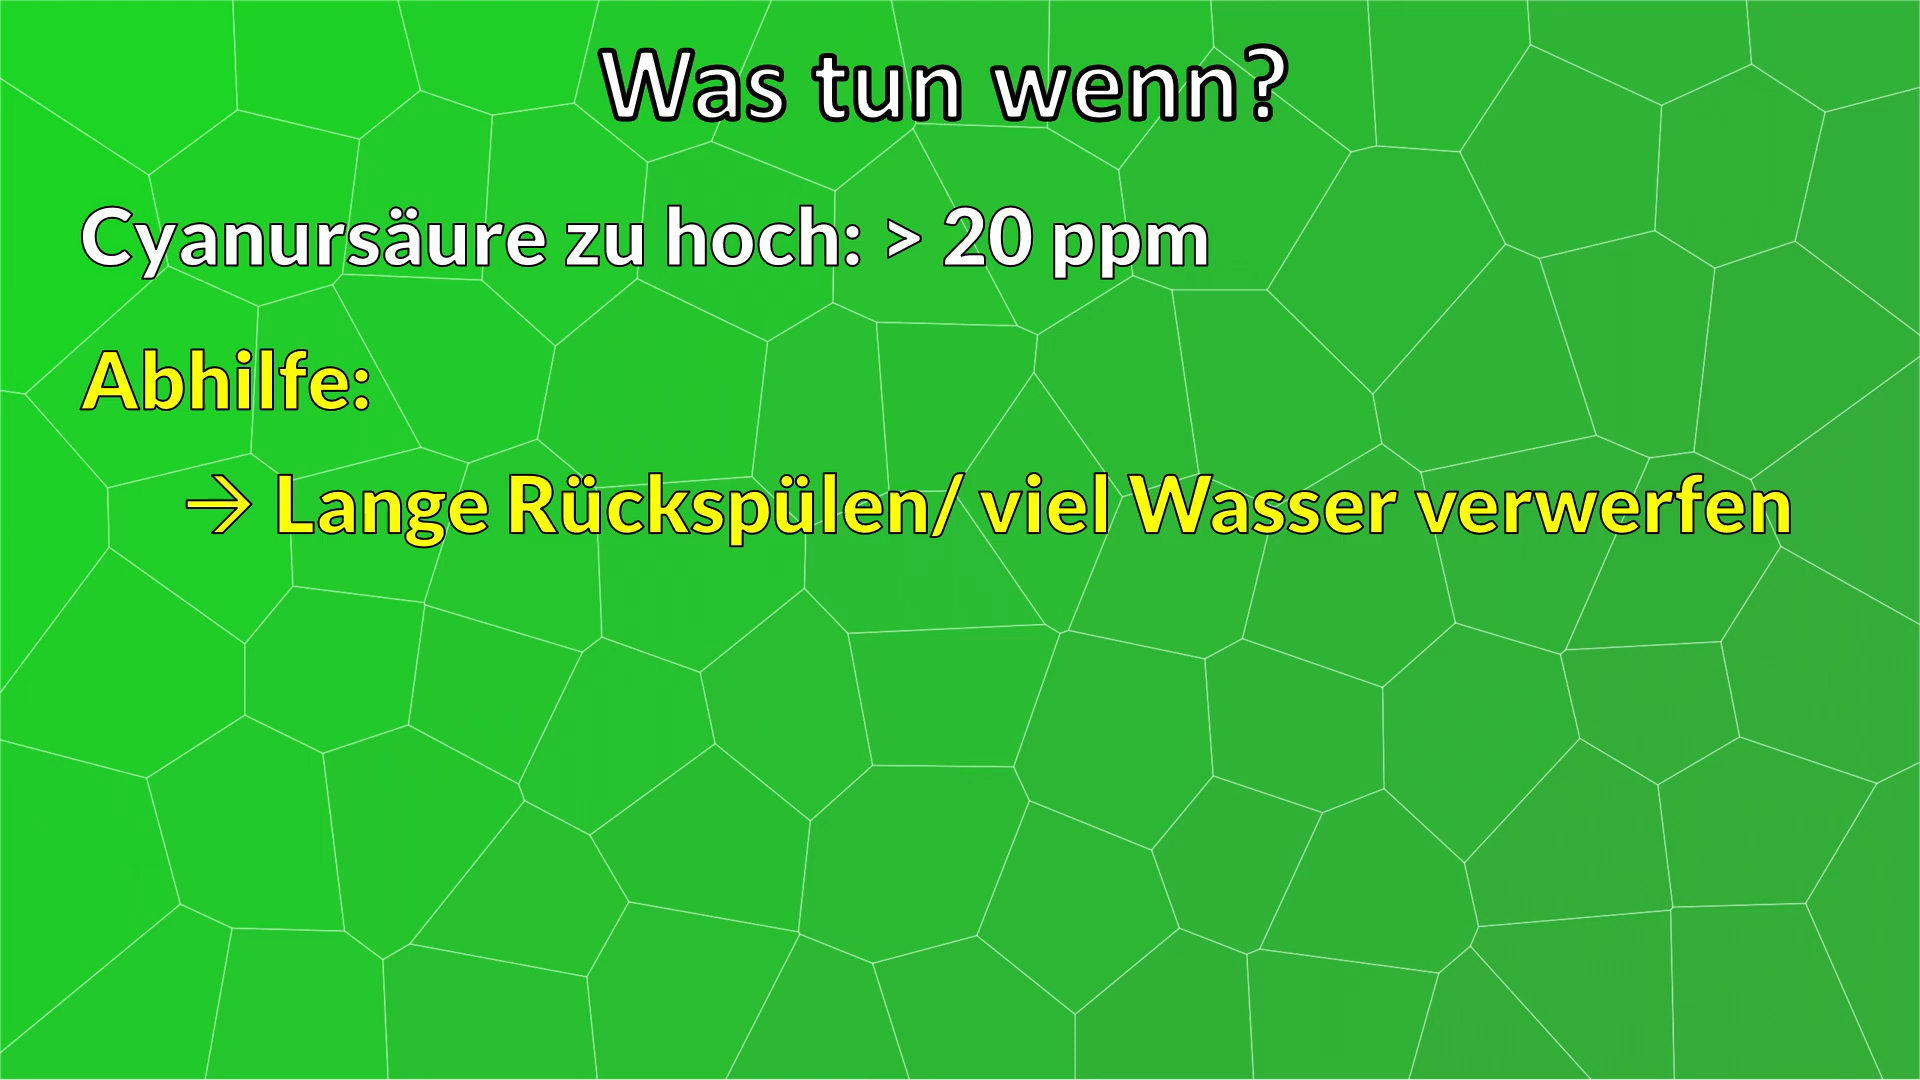 Was tun wenn?
Cyanursäure zu hoch: > 20 ppm
Abhilfe:
→ Lange Rückspülen/ viel Wasser verwerfen